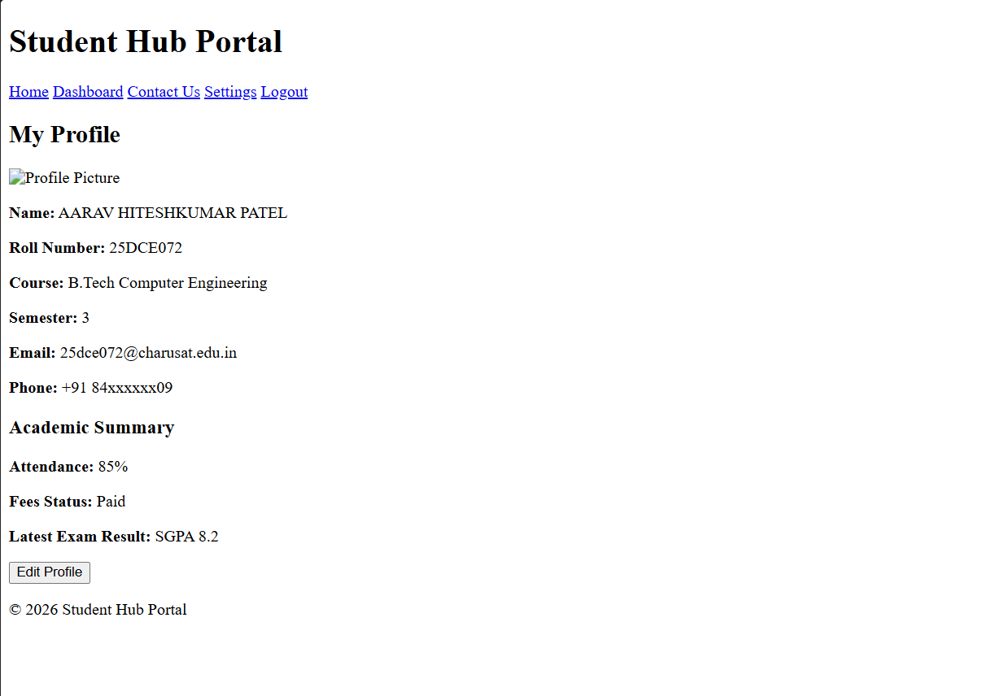 Student Hub Portal
Home Dashboard Contact Us Settings Logout
My Profile
Profile Picture
Name: AARAV HITESHKUMAR PATEL
Roll Number: 25DCE072
Course: B.Tech Computer Engineering
Semester: 3
Email: 25dce072@charusat.edu.in
Phone: +91 84xxxxxx09
Academic Summary
Attendance: 85%
Fees Status: Paid
Latest Exam Result: SGPA 8.2
Edit Profile
© 2026 Student Hub Portal